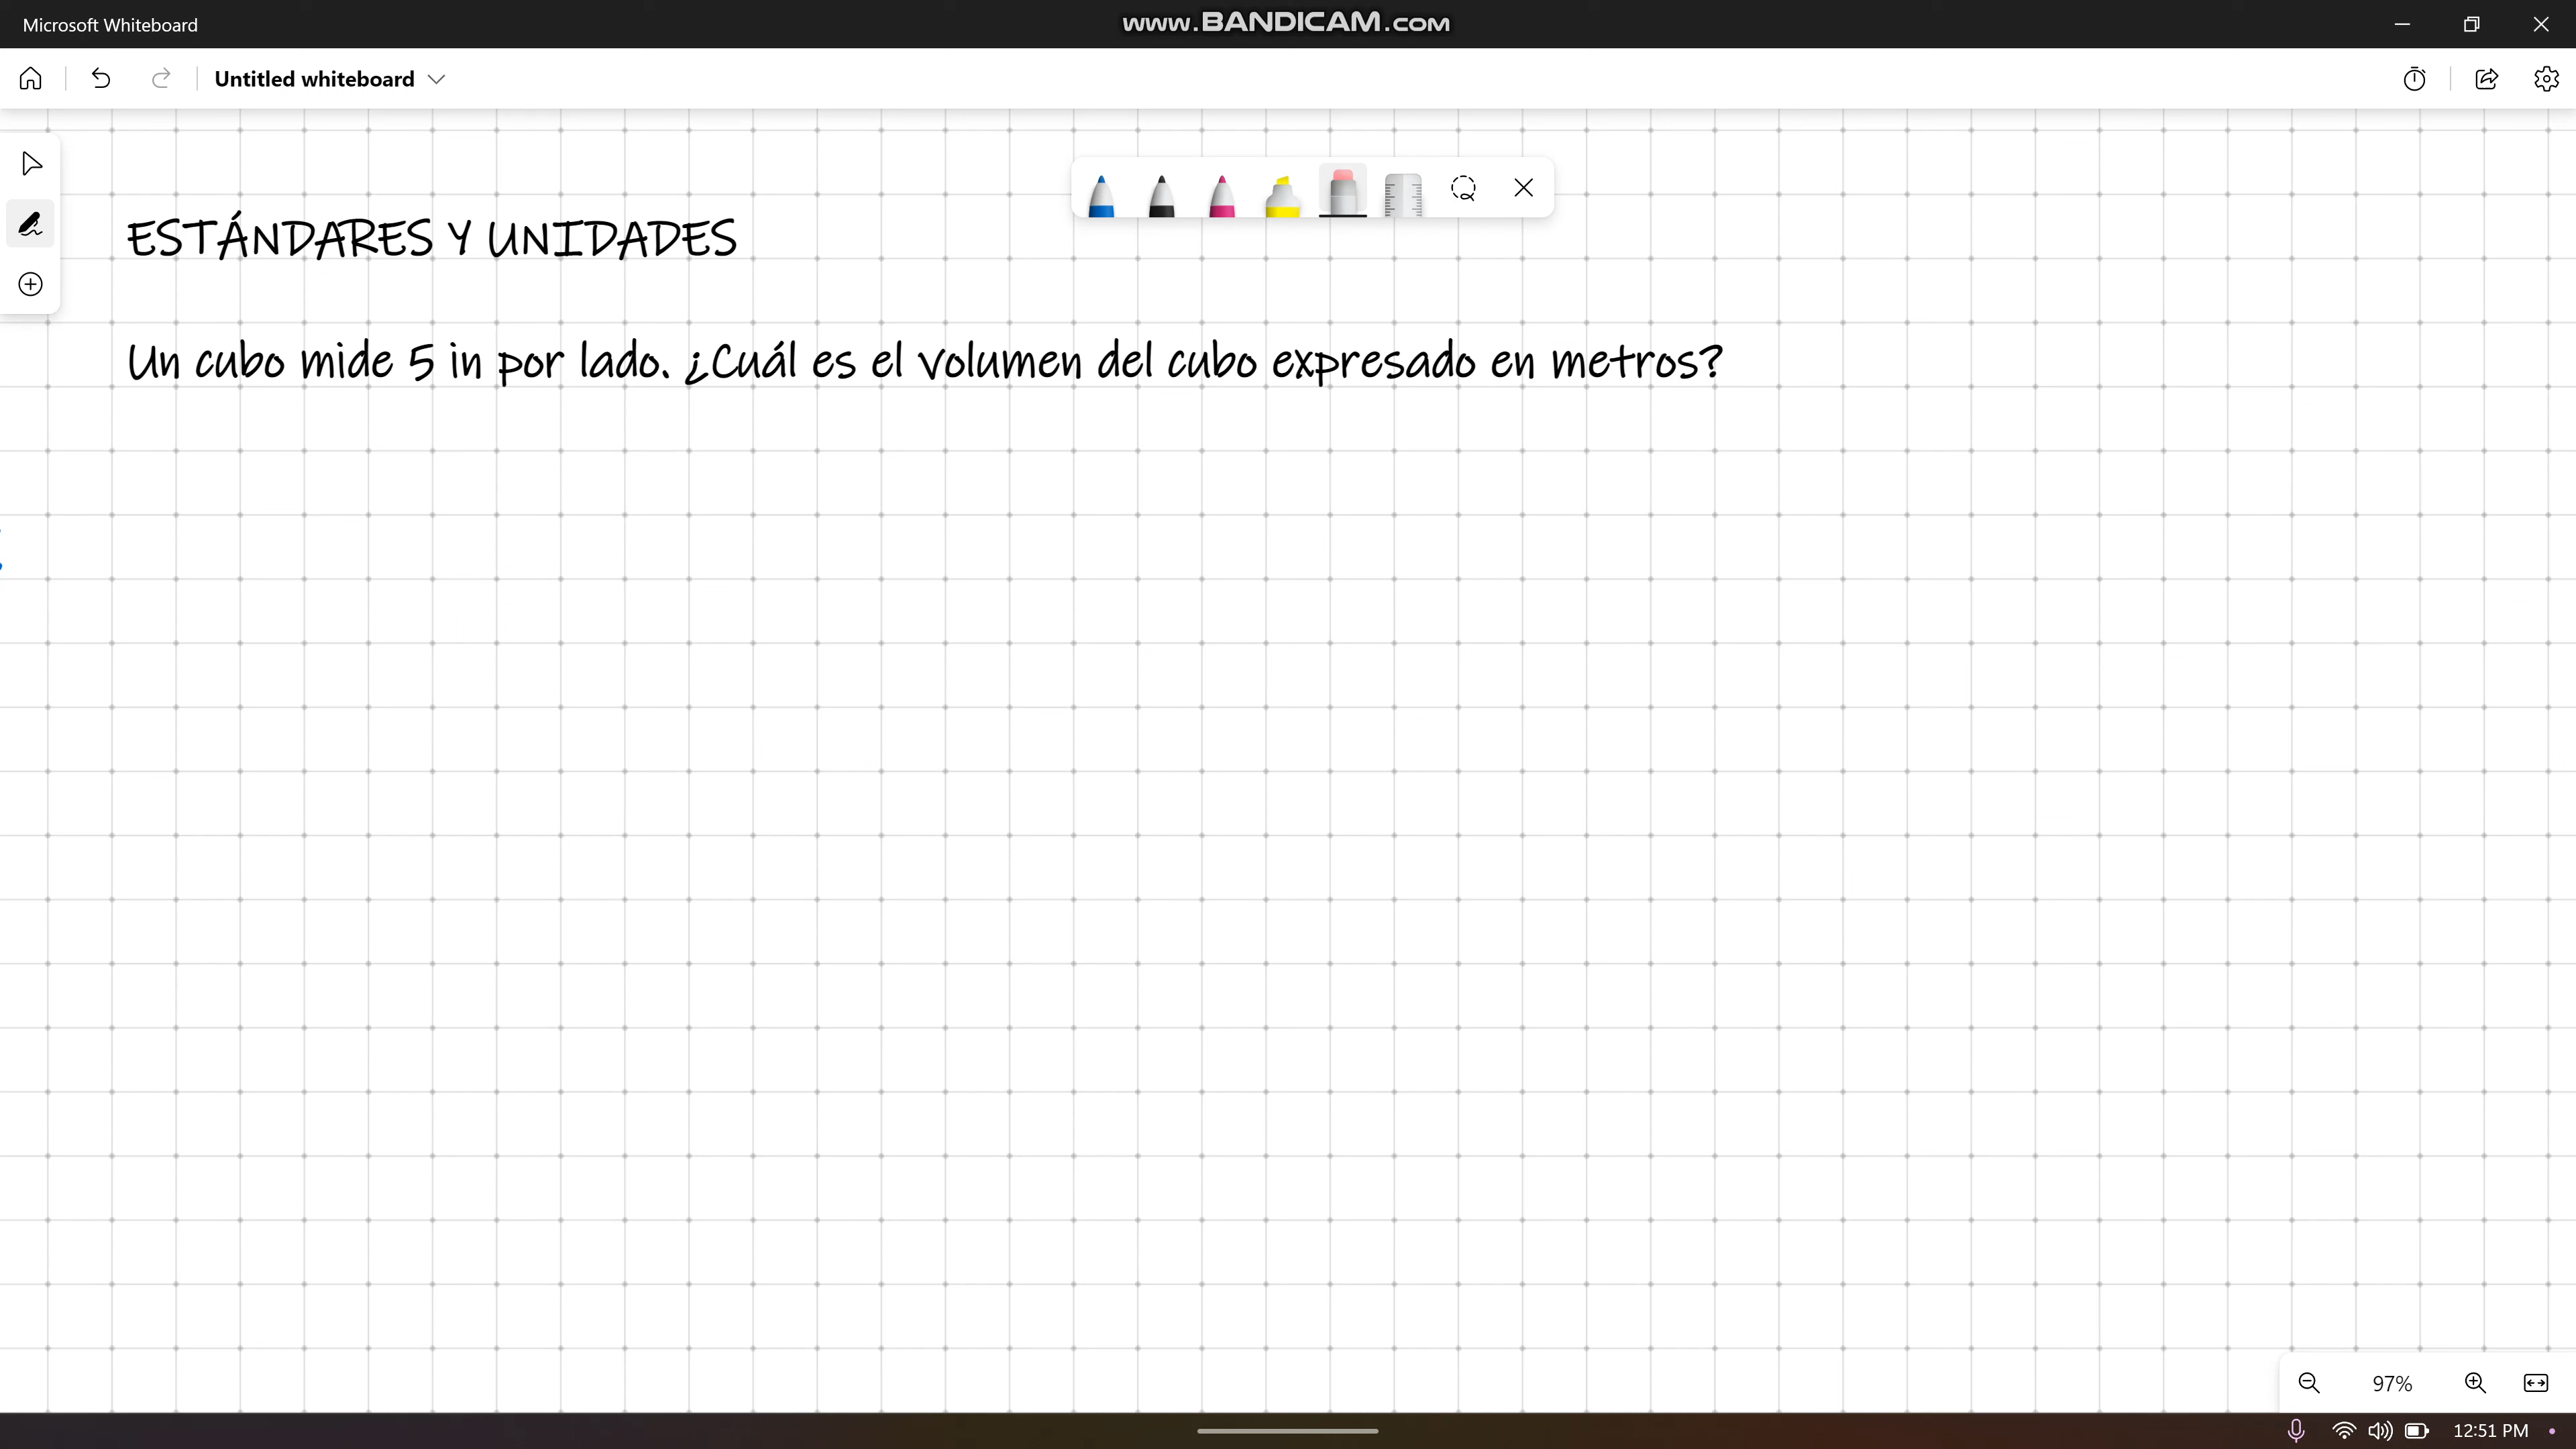 Microsoft Whiteboard
www.BANDICAM.com
Untitled whiteboard
ESTÁNDARES Y UNIDADES
Un cubo mide 5 in por lado. ¿Cuál es el volumen del cubo expresado en metros?
97%
12:51 PM